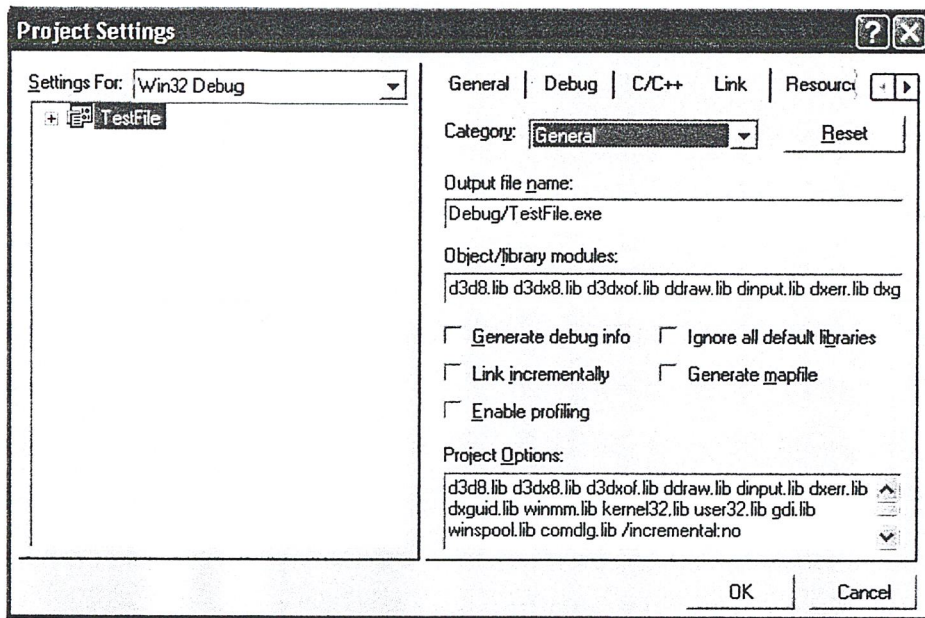 Project Settings
Settings For: Win32 Debug
TestFile
General Debug C/C++ Link Resourc
Category: General Reset
Output file name:
Debug/TestFile.exe
Object/library modules:
d3d8.lib d3dx8.lib d3dxof.lib ddraw.lib dinput.lib dxerr.lib dxg
Generate debug info Ignore all default libraries
Link incrementally Generate mapfile
Enable profiling
Project Options:
d3d8.lib d3dx8.lib d3dxof.lib ddraw.lib dinput.lib dxerr.lib
dxguid.lib winmm.lib kernel32.lib user32.lib gdi.lib
winspool.lib comdlg.lib /incremental:no
OK Cancel